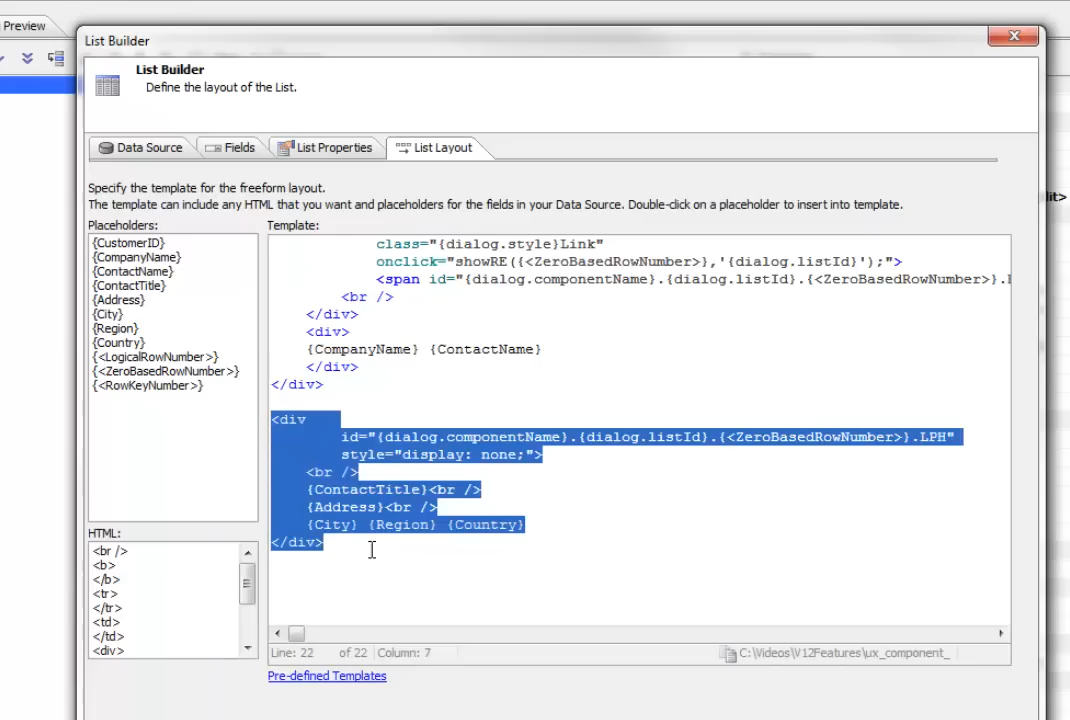 Preview
List Builder
List Builder
Define the layout of the List.
Data Source
Fields
List Properties
List Layout
Specify the template for the freeform layout.
The template can include any HTML that you want and placeholders for the fields in your Data Source. Double-click on a placeholder to insert into template.
Placeholders:
{CustomerID}
{CompanyName}
{ContactName}
{ContactTitle}
{Address}
{City}
{Region}
{Country}
{<LogicalRowNumber>}
{<ZeroBasedRowNumber>}
{<RowKeyNumber>}
HTML:
<br />
<b>
</b>
<tr>
</tr>
<td>
</td>
<div>
Template:
class="{dialog.style}Link"
onclick="showRE({<ZeroBasedRowNumber>},'{dialog.listId}');">
<span id="{dialog.componentName}.{dialog.listId}.{<ZeroBasedRowNumber>}.
<br />
</div>
<div>
{CompanyName} {ContactName}
</div>
</div>
<div
id="{dialog.componentName}.{dialog.listId}.{<ZeroBasedRowNumber>}.LPH"
style="display: none;">
<br />
{ContactTitle}<br />
{Address}<br />
{City} {Region} {Country}
</div>
Line: 22 of 22 Column: 7
C:\Videos\V12Features\ux_component_
Pre-defined Templates
lit>